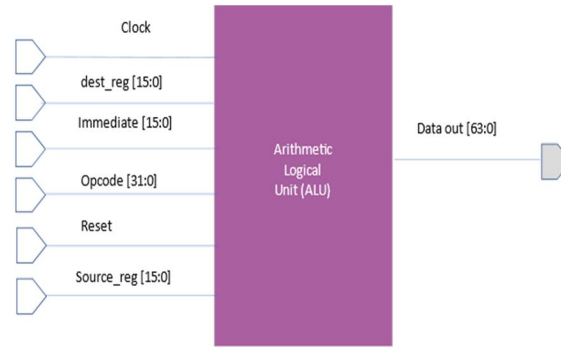 Clock
dest_reg [15:0]
Immediate [15:0]
Opcode [31:0]
Reset
Source_reg [15:0]
Arithmetic
Logical
Unit (ALU)
Data out [63:0]